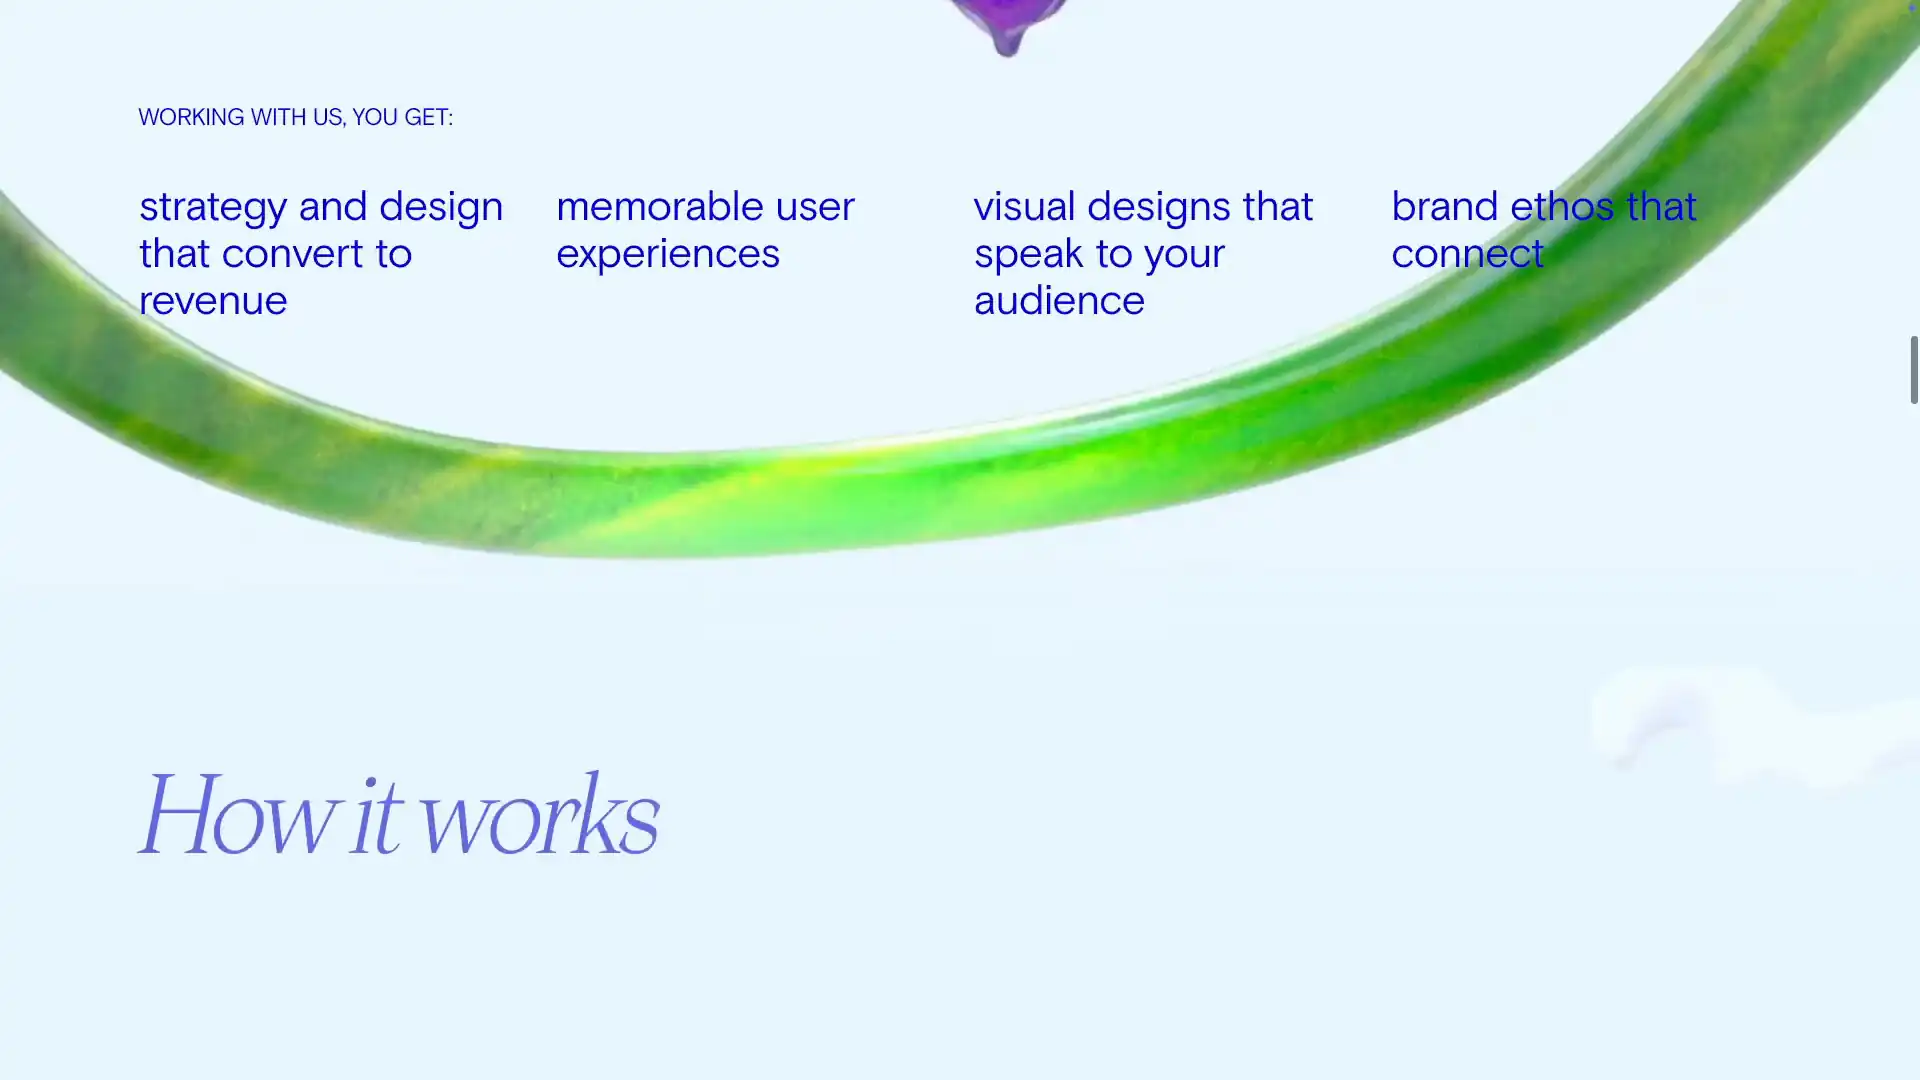 WORKING WITH US, YOU GET:
strategy and design
that convert to
revenue
memorable user
experiences
visual designs that
speak to your
audience
brand ethos that
connect
How it works